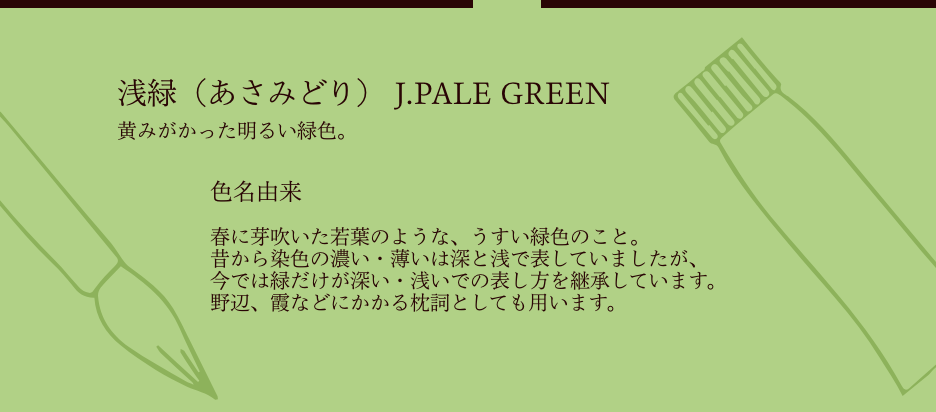 浅緑（あさみどり） J.PALE GREEN
黄みがかった明るい緑色。
色名由来
春に芽吹いた若葉のような、うすい緑色のこと。
昔から染色の濃い・薄いは深と浅で表していましたが、
今では緑だけが深い・浅いでの表し方を継承しています。
野辺、霞などにかかる枕詞としても用います。